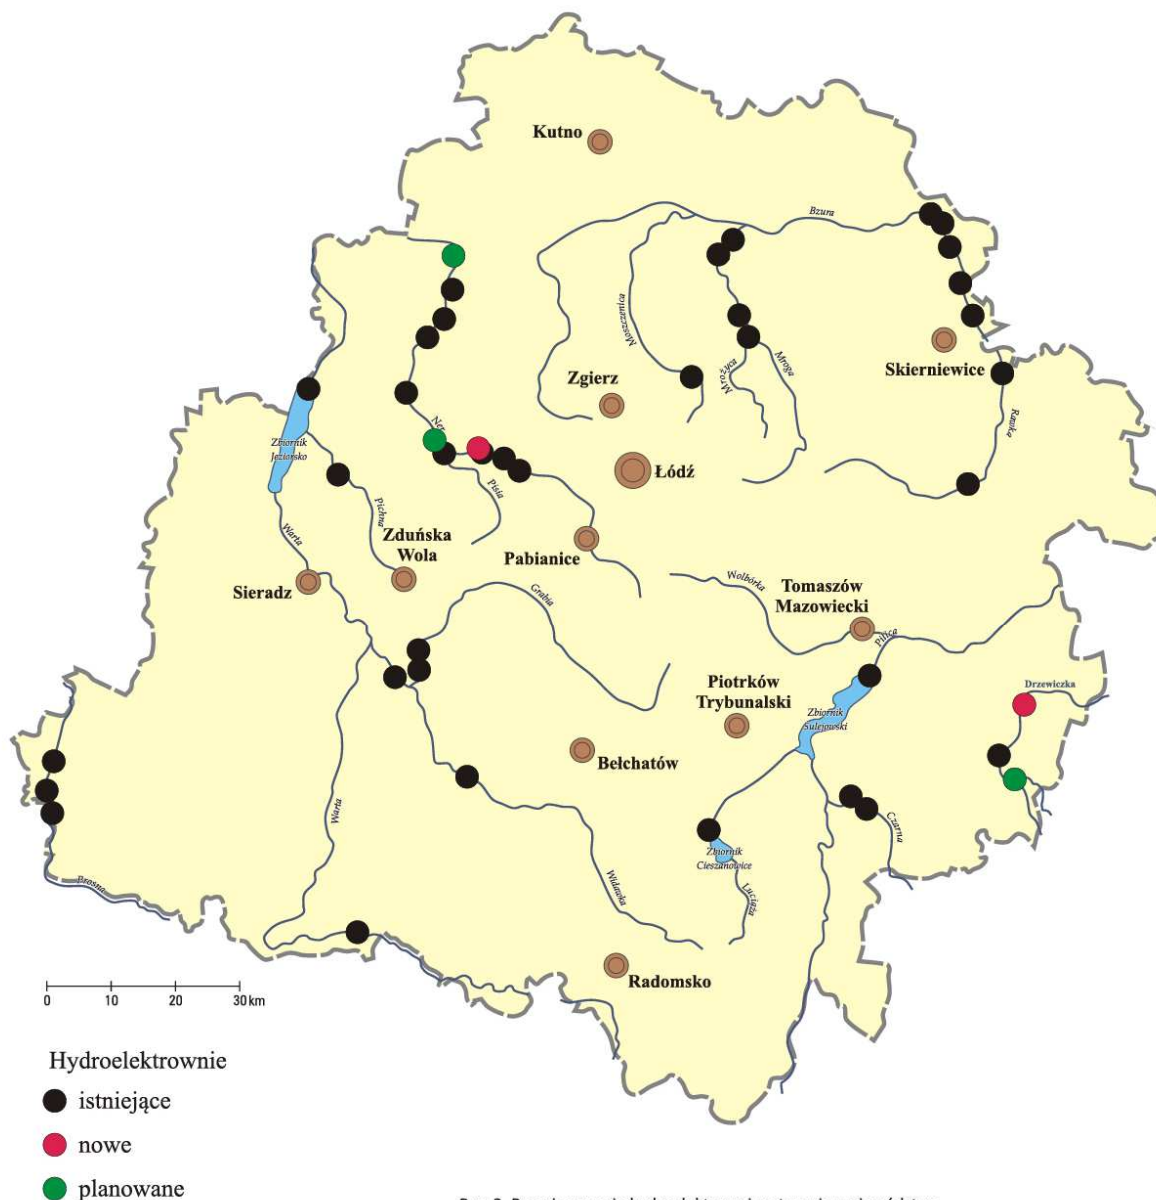 Kutno
Bzura
Moszczenica
Mrożyca
Mroga
Zgierz
Skierniewice
Rawka
Ner
Zbiornik
Jeziorsko
Łódź
Pisia
Pichna
Warta
Zduńska
Wola
Pabianice
Sieradz
Grabia
Wolbórka
Tomaszów
Mazowiecki
Pilica
Piotrków
Trybunalski
Drzewiczka
Zbiornik
Sulejowski
Bełchatów
Warta
Czarna
Zbiornik
Cieszanowice
Luciąża
Widawka
Prosna
Radomsko
0 10 20 30 km
Hydroelektrownie
istniejące
nowe
planowane